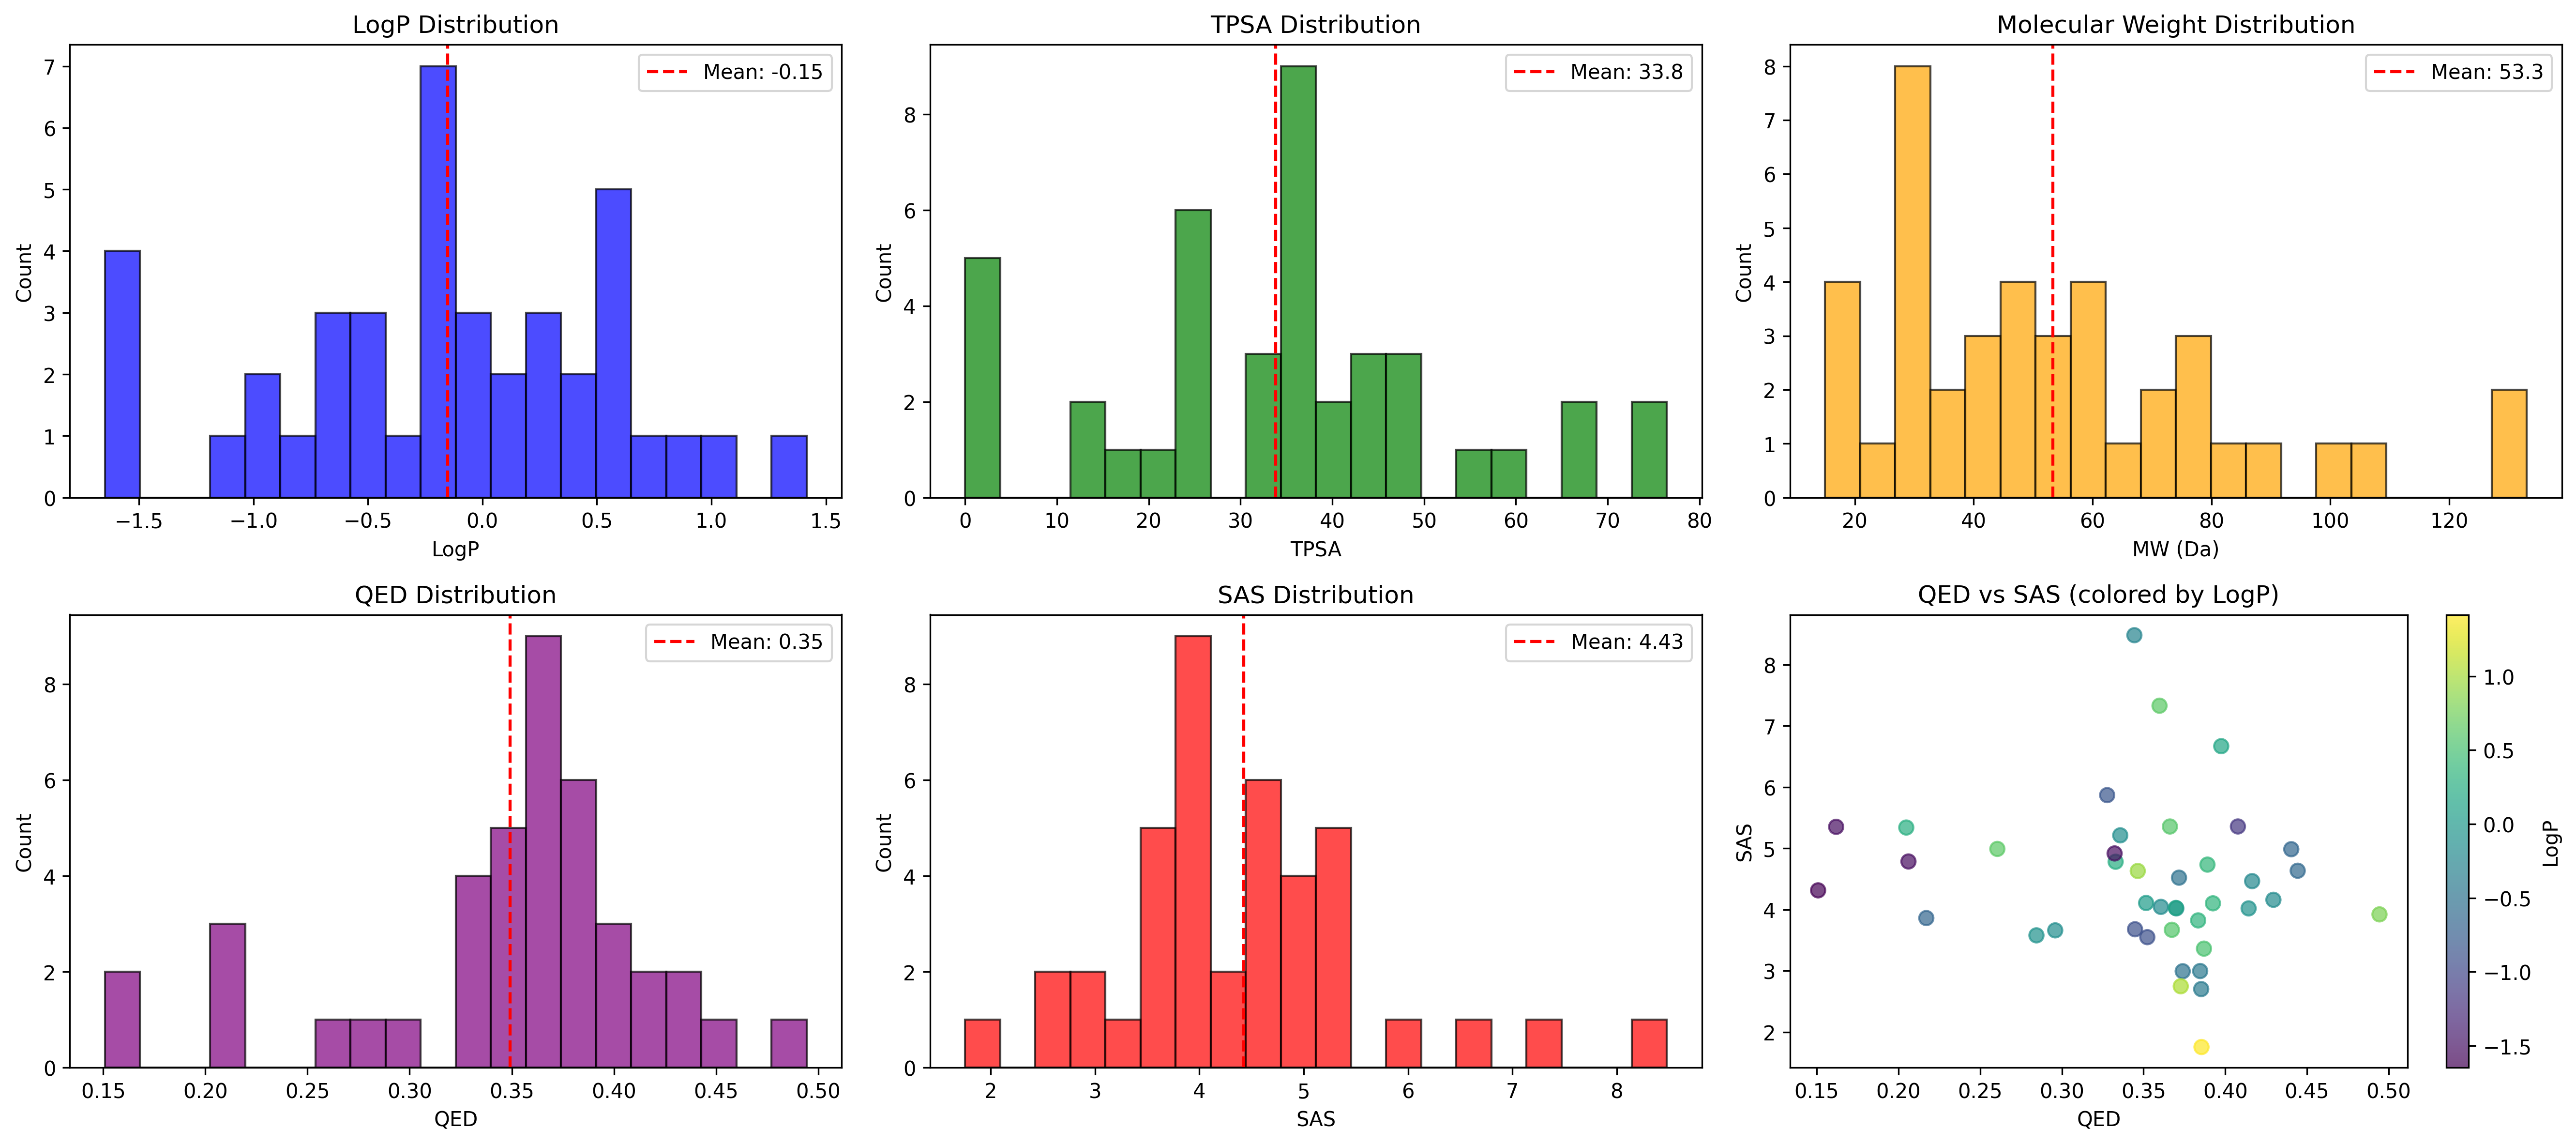 LogP Distribution
Mean: -0.15
7
6
5
4
3
2
1
0
Count
−1.5 −1.0 −0.5 0.0 0.5 1.0 1.5
LogP
TPSA Distribution
Mean: 33.8
8
6
4
2
0
Count
0 10 20 30 40 50 60 70 80
TPSA
Molecular Weight Distribution
Mean: 53.3
8
7
6
5
4
3
2
1
0
Count
20 40 60 80 100 120
MW (Da)
QED Distribution
Mean: 0.35
8
6
4
2
0
Count
0.15 0.20 0.25 0.30 0.35 0.40 0.45 0.50
QED
SAS Distribution
Mean: 4.43
8
6
4
2
0
Count
2 3 4 5 6 7 8
SAS
QED vs SAS (colored by LogP)
8
7
6
5
4
3
2
SAS
0.15 0.20 0.25 0.30 0.35 0.40 0.45 0.50
QED
1.0
0.5
0.0
−0.5
−1.0
−1.5
LogP